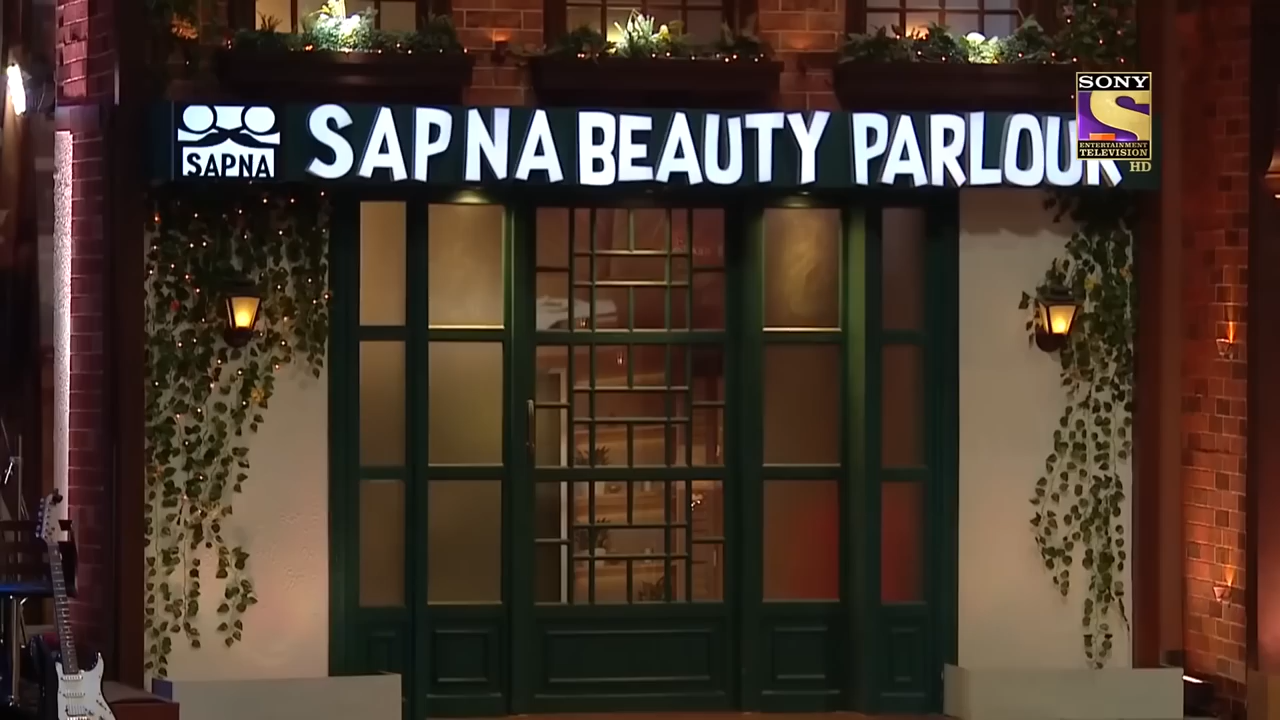 SAPNA BEAUTY PARLOUR
SAPNA
SONY
ENTERTAINMENT
TELEVISION
HD